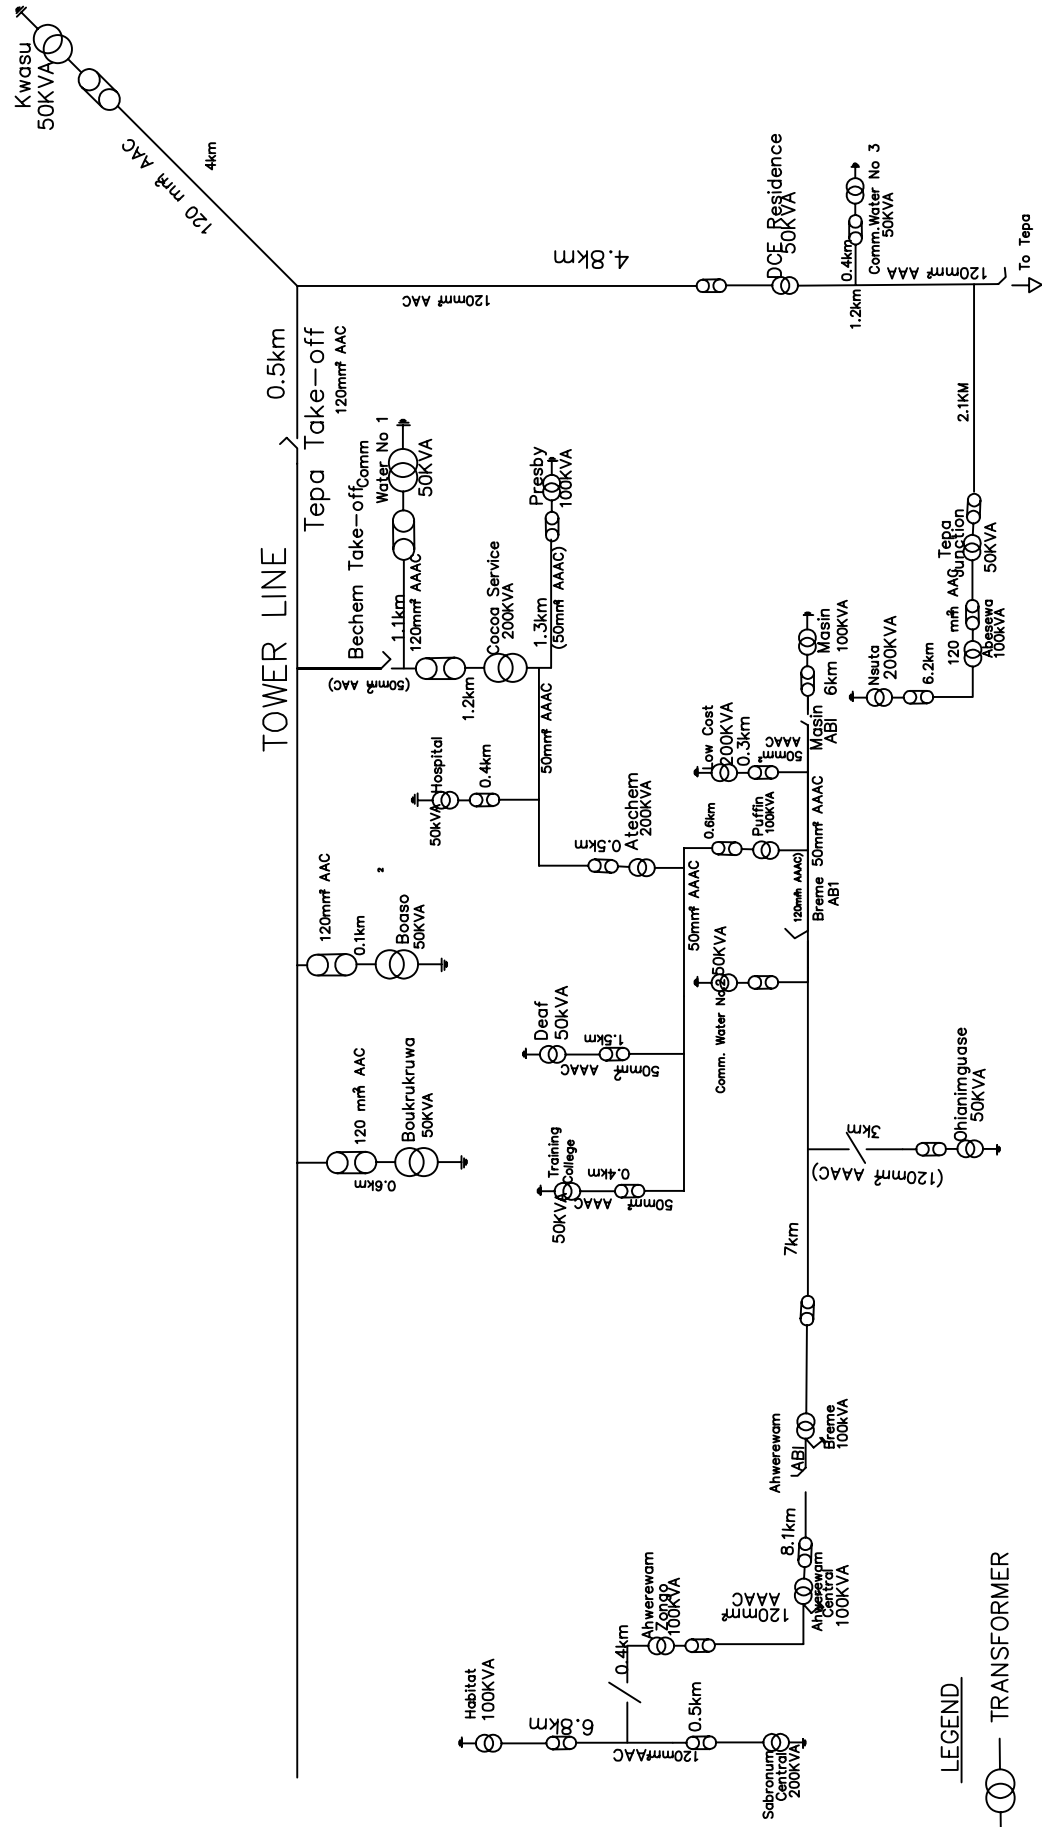 Kwasu
50KVA
120 mm² AAC
4km
4.8km
120mm² AAC
DCE Residence
50KVA
0.4km
Comm.Water No 3
50KVA
1.2km
120mm² AAA
To Tepa
0.5km
Tepa Take-off
120mm² AAC
TOWER LINE
Bechem Take-off
(50mm² AAC)
Comm
Water No 1
50KVA
1.1km
120mm² AAAC
1.2km
Cocoa Service
200KVA
Presby
100KVA
1.3km
(50mm² AAAC)
50mm² AAAC
Hospital
50kVA
0.4km
0.5km
Atechem
200KVA
2.1KM
Tepa
Junction
50KVA
120 mm² AAC
Abesewa
100kVA
6.2km
Nsuta
200KVA
Masin
100KVA
6km
Masin
ABI
Low Cost
200KVA
0.3km
50mm²
AAAC
0.6km
Puffin
100KVA
50mm² AAAC
50mm² AAAC
120mm AAAC)
Breme
AB1
120mm² AAC
0.1km
2
Boaso
50KVA
120 mm² AAC
0.6km
Boukrukruwa
50KVA
Deaf
50kVA
1.5km
50mm² AAAC
Training
College
50KVA
0.4km
50mm² AAAC
Comm. Water No.2
50KVA
Ohianimguase
50KVA
3km
(120mm² AAAC)
7km
Breme
100kVA
Ahwerewam
ABI
8.1km
Ahwerewam
Central
100KVA
120mm²
AAAC
Ahwerewam
Zongo
100KVA
0.4km
Habitat
100KVA
6.8km
120mm²AAAC
0.5km
Sabronum
Central
200KVA
LEGEND
TRANSFORMER